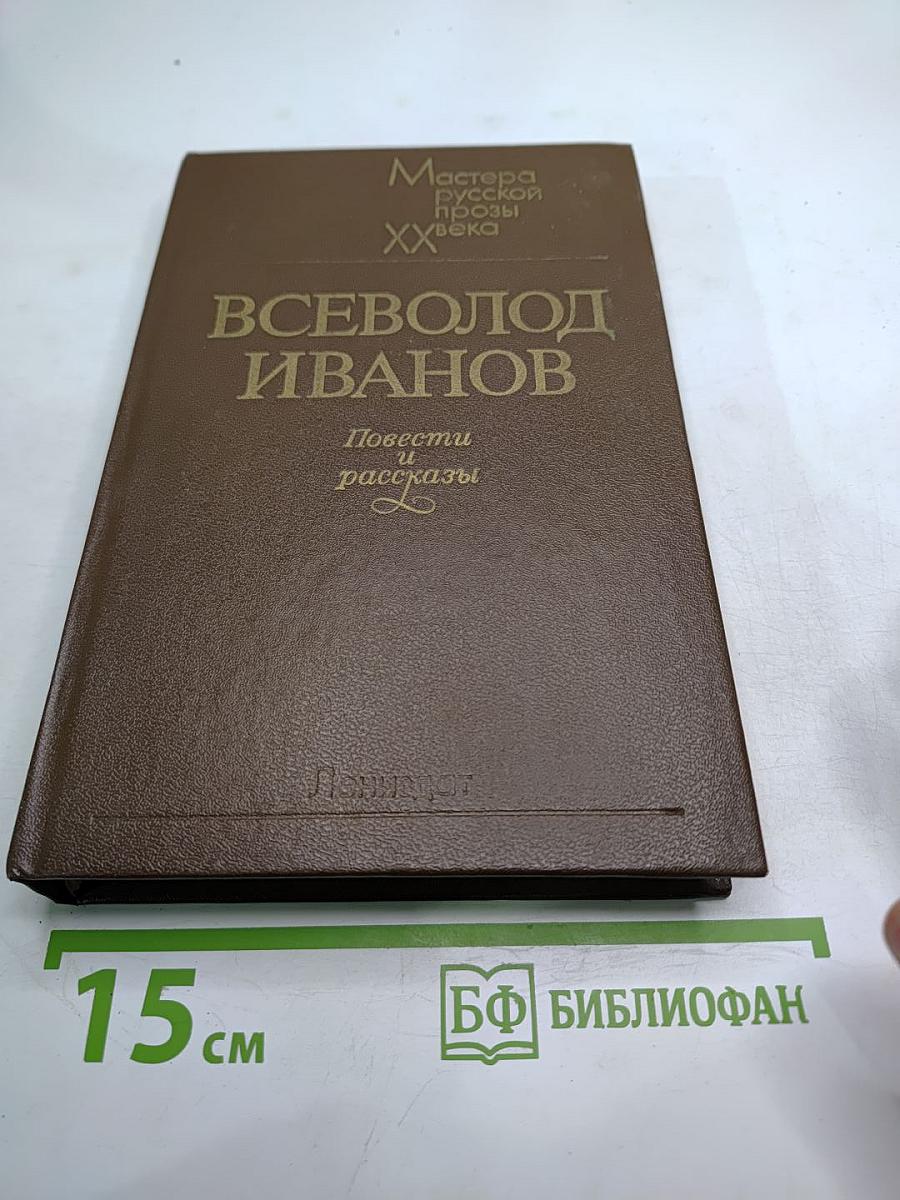 Мастера
русской
прозы
XX века
ВСЕВОЛОД
ИВАНОВ
Повести
и
рассказы
Лениздат
15 см
БФ БИБЛИОФАН